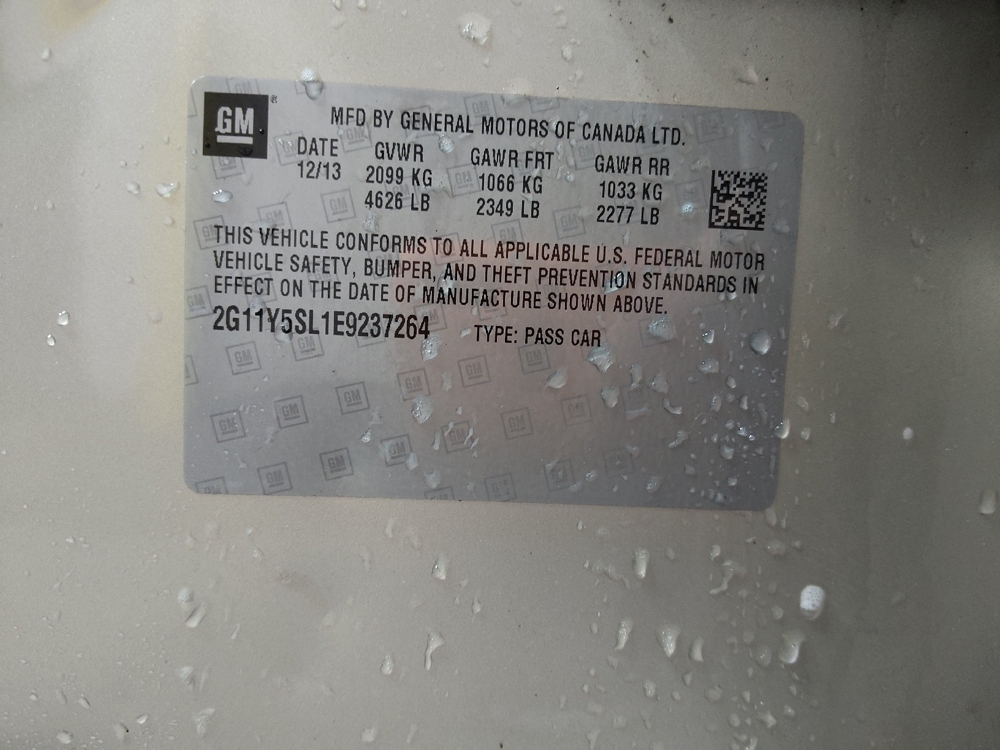 GM
MFD BY GENERAL MOTORS OF CANADA LTD.
DATE GVWR GAWR FRT GAWR RR
12/13 2099 KG 1066 KG 1033 KG
4626 LB 2349 LB 2277 LB
THIS VEHICLE CONFORMS TO ALL APPLICABLE U.S. FEDERAL MOTOR
VEHICLE SAFETY, BUMPER, AND THEFT PREVENTION STANDARDS IN
EFFECT ON THE DATE OF MANUFACTURE SHOWN ABOVE.
2G11Y5SL1E9237264 TYPE: PASS CAR